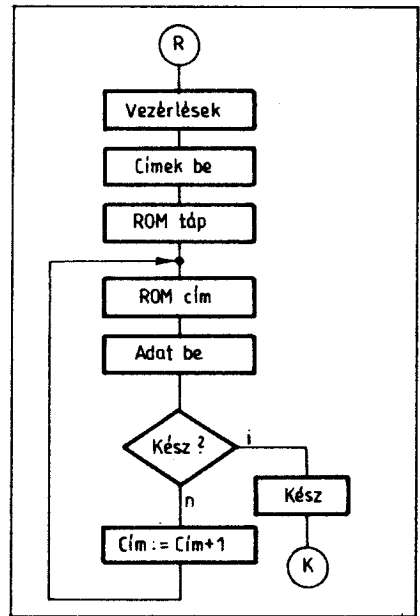 R
Vezérlések
Címek be
ROM táp
ROM cím
Adat be
Kész ?
i
n
Kész
Cím := Cím+1
K